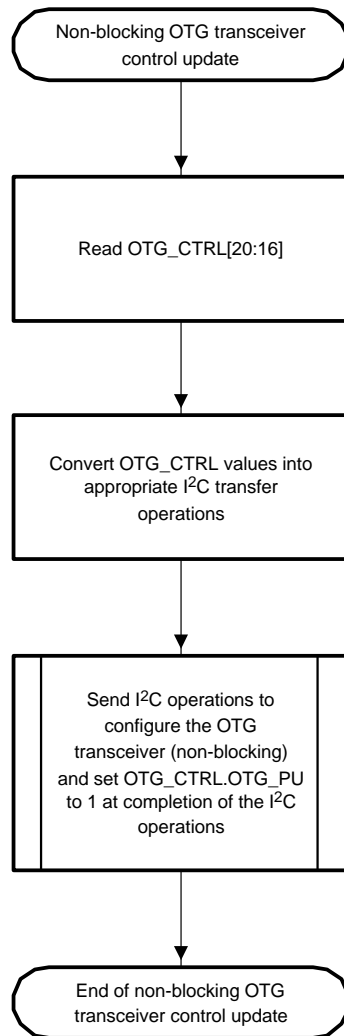 Non-blocking OTG transceiver
control update
Read OTG_CTRL[20:16]
Convert OTG_CTRL values into
appropriate I²C transfer
operations
Send I²C operations to
configure the OTG
transceiver (non-blocking)
and set OTG_CTRL.OTG_PU
to 1 at completion of the I²C
operations
End of non-blocking OTG
transceiver control update